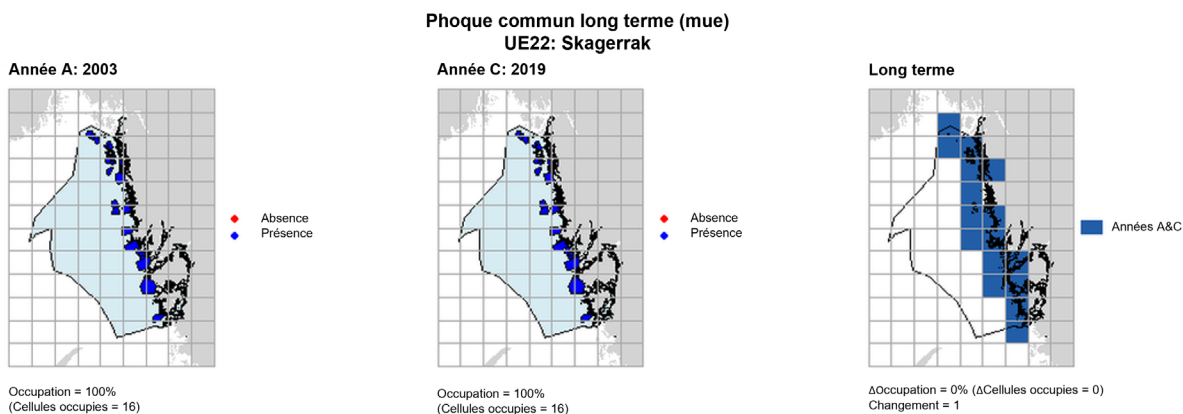 Phoque commun long terme (mue)
UE22: Skagerrak
Année A: 2003
Absence
Présence
Occupation = 100%
(Cellules occupies = 16)
Année C: 2019
Absence
Présence
Occupation = 100%
(Cellules occupies = 16)
Long terme
Années A&C
ΔOccupation = 0% (ΔCellules occupies = 0)
Changement = 1